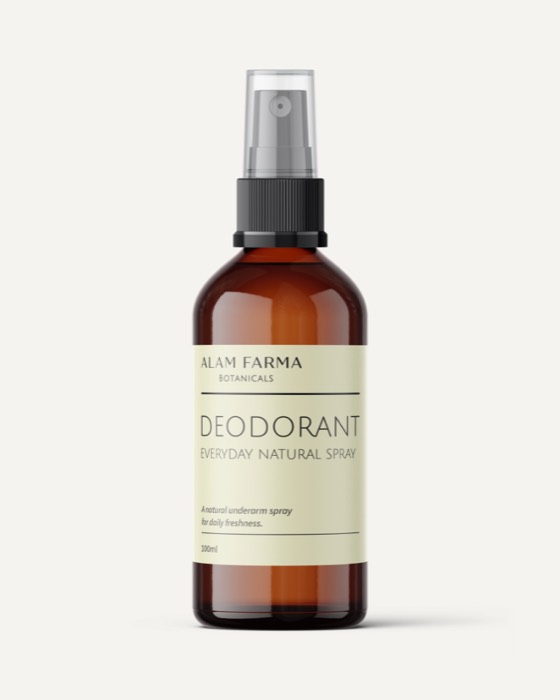 ALAM FARMA
BOTANICALS
DEODORANT
EVERYDAY NATURAL SPRAY
A natural underarm spray
for daily freshness.
100ml